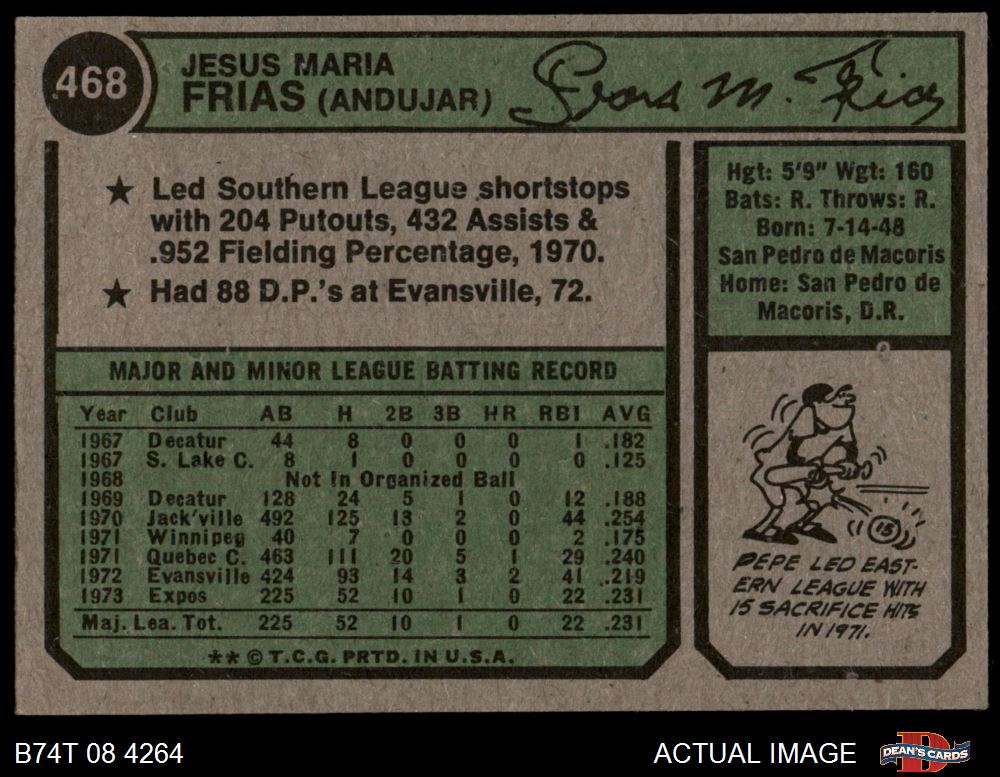 468
JESUS MARIA
FRIAS (ANDUJAR)
Led Southern League shortstops
with 204 Putouts, 432 Assists &
.952 Fielding Percentage, 1970.
Had 88 D.P.'s at Evansville, 72.
Hgt: 5'9" Wgt: 160
Bats: R. Throws: R.
Born: 7-14-48
San Pedro de Macoris
Home: San Pedro de
Macoris, D.R.
MAJOR AND MINOR LEAGUE BATTING RECORD
Year Club AB H 2B 3B HR RBI AVG
1967 Decatur 44 8 0 0 0 1 .182
1967 S. Lake C. 8 1 0 0 0 0 .125
1968 Not In Organized Ball
1969 Decatur 128 24 5 1 0 12 .188
1970 Jack'ville 492 125 13 2 0 44 .254
1971 Winnipeg 40 7 0 0 0 2 .175
1971 Quebec C. 463 111 20 5 1 29 .240
1972 Evansville 424 93 14 3 2 41 .219
1973 Expos 225 52 10 1 0 22 .231
Maj. Lea. Tot. 225 52 10 1 0 22 .231
** © T.C.G. PRTD. IN U.S.A.
15
PEPE LED EAST-
ERN LEAGUE WITH
15 SACRIFICE HITS
IN 1971.
B74T 08 4264
ACTUAL IMAGE
DEAN'S CARDS